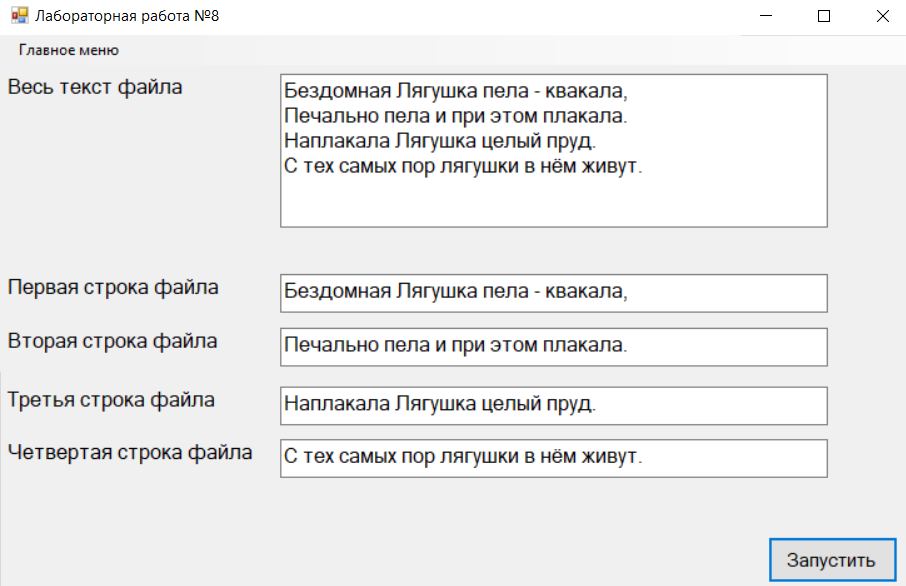 Лабораторная работа №8
Главное меню
Весь текст файла
Бездомная Лягушка пела - квакала,
Печально пела и при этом плакала.
Наплакала Лягушка целый пруд.
С тех самых пор лягушки в нём живут.
Первая строка файла
Бездомная Лягушка пела - квакала,
Вторая строка файла
Печально пела и при этом плакала.
Третья строка файла
Наплакала Лягушка целый пруд.
Четвертая строка файла
С тех самых пор лягушки в нём живут.
Запустить